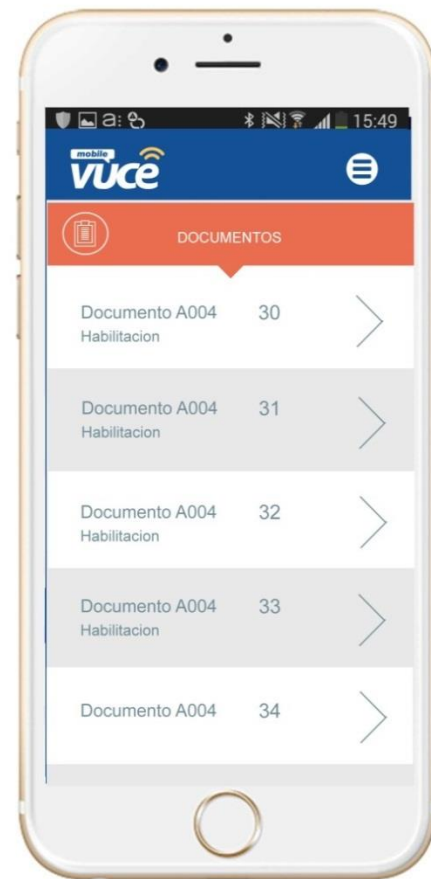 a:
15:49
mobile
vuce
DOCUMENTOS
Documento A004 30
Habilitacion
Documento A004 31
Habilitacion
Documento A004 32
Habilitacion
Documento A004 33
Habilitacion
Documento A004 34